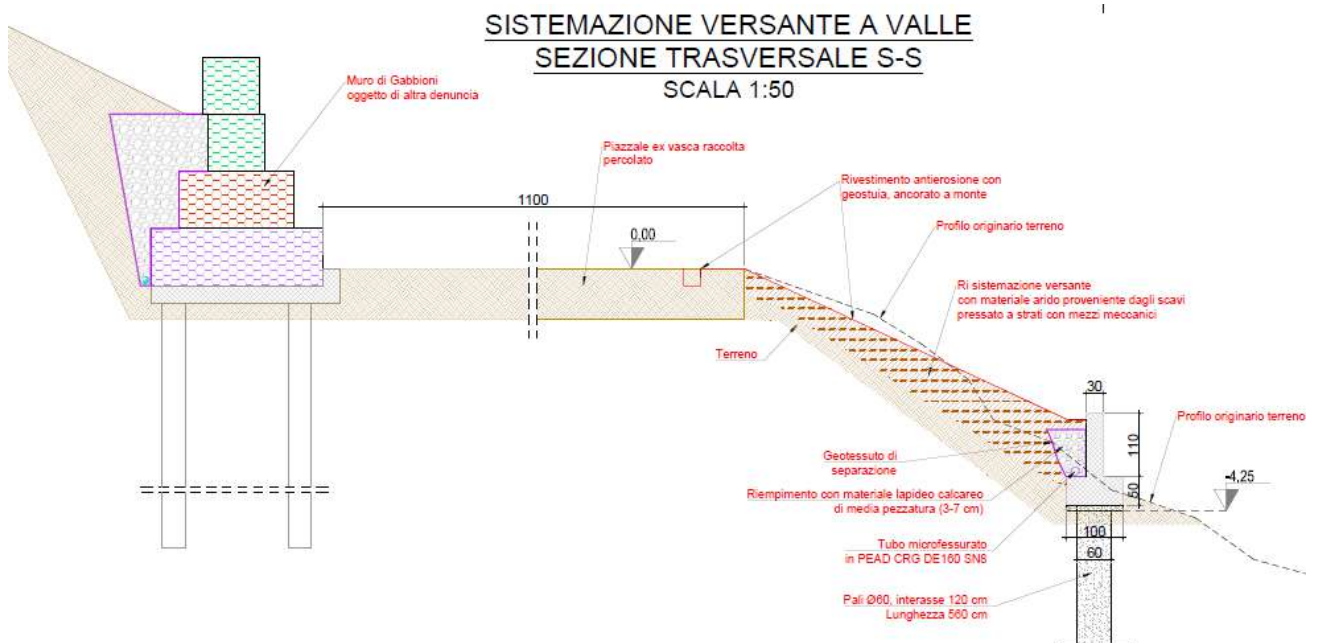 SISTEMAZIONE VERSANTE A VALLE
SEZIONE TRASVERSALE S-S
SCALA 1:50
Muro di Gabbioni
oggetto di altra denuncia
Piazzale ex vasca raccolta
percolato
Rivestimento antierosione con
geostuia, ancorato a monte
1100
Profilo originario terreno
0,00
Ri sistemazione versante
con materiale arido proveniente dagli scavi
pressato a strati con mezzi meccanici
Terreno
30
Profilo originario terreno
110
Geotessuto di
separazione
-4,25
Riempimento con materiale lapideo calcareo
di media pezzatura (3-7 cm)
50
100
Tubo microfessurato
in PEAD CRG DE160 SN8
60
Pali Ø60, interasse 120 cm
Lunghezza 560 cm